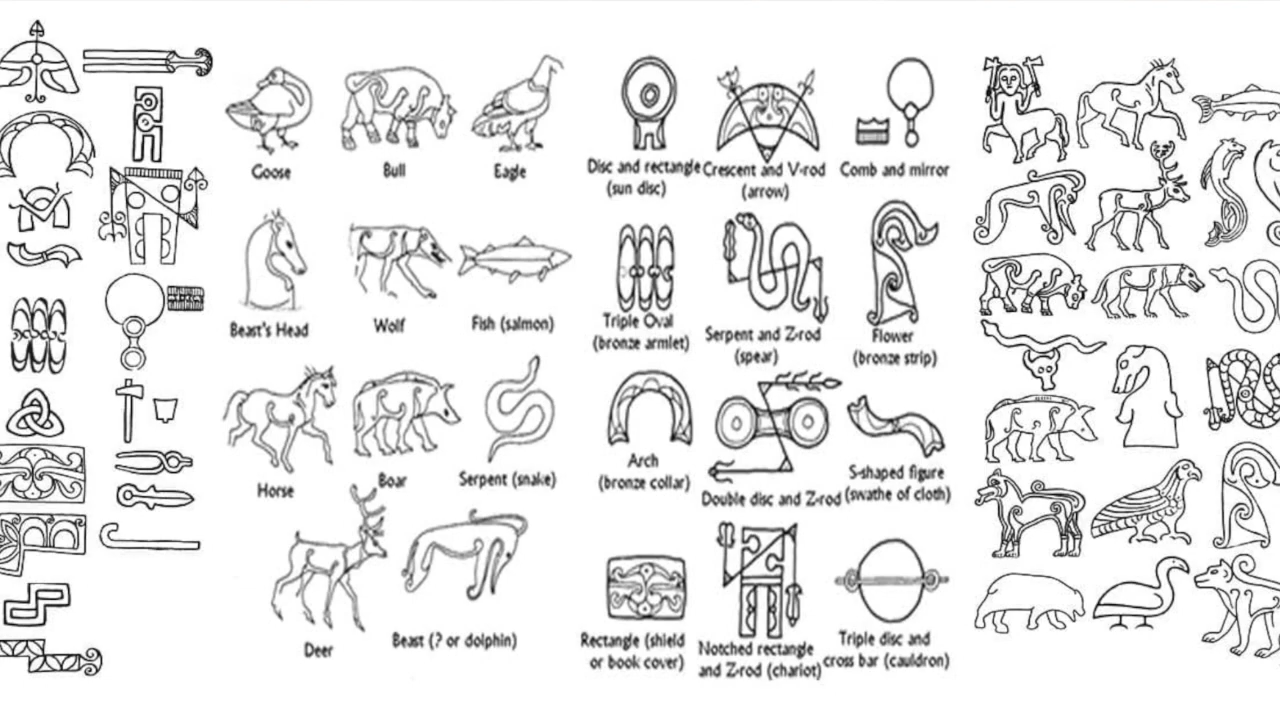 Goose
Bull
Eagle
Disc and rectangle
(sun disc)
Crescent and V-rod
(arrow)
Comb and mirror
Beast's Head
Wolf
Fish (salmon)
Triple Oval
(bronze armlet)
Serpent and Z-rod
(spear)
Flower
(bronze strip)
Horse
Boar
Serpent (snake)
Arch
(bronze collar)
Double disc and Z-rod
S-shaped figure
(swathe of cloth)
Deer
Beast (? or dolphin)
Rectangle (shield
or book cover)
Notched rectangle
and Z-rod (chariot)
Triple disc and
cross bar (cauldron)